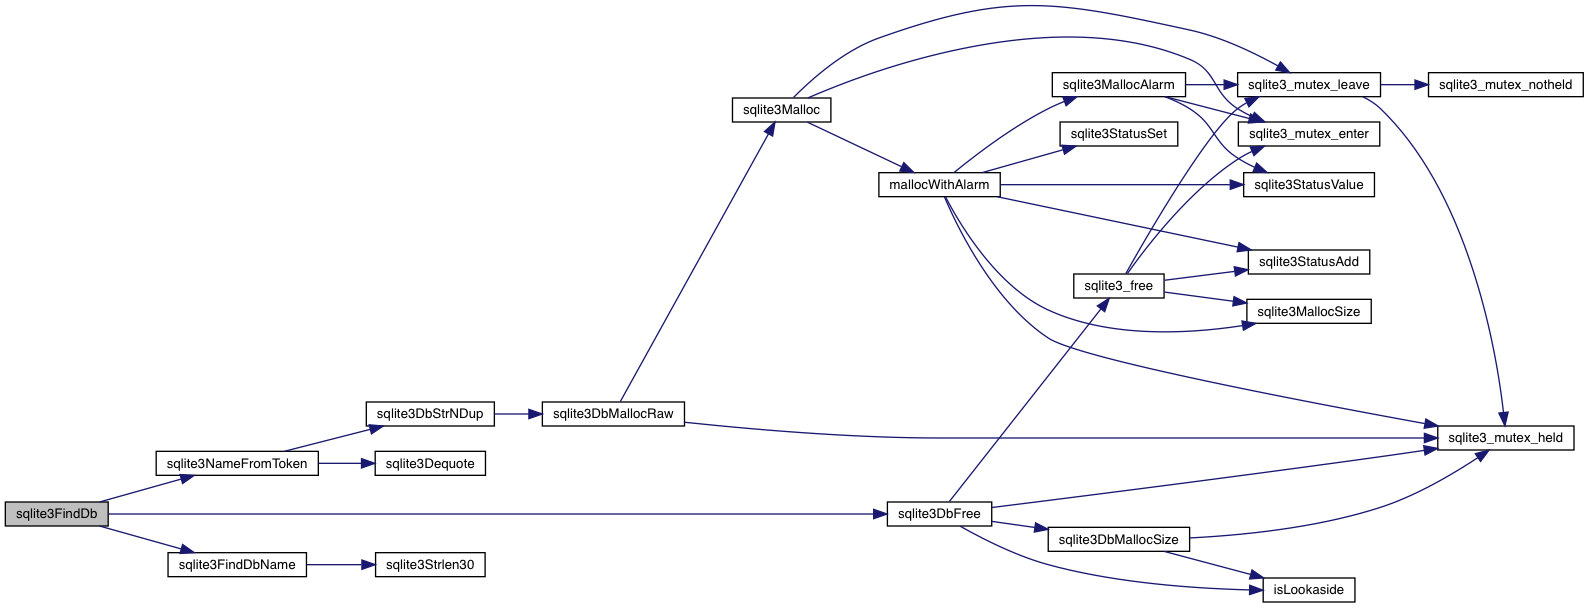 sqlite3FindDb
sqlite3NameFromToken
sqlite3FindDbName
sqlite3DbStrNDup
sqlite3Dequote
sqlite3Strlen30
sqlite3DbMallocRaw
sqlite3Malloc
mallocWithAlarm
sqlite3DbFree
sqlite3MallocAlarm
sqlite3StatusSet
sqlite3_free
sqlite3DbMallocSize
sqlite3_mutex_leave
sqlite3_mutex_enter
sqlite3StatusValue
sqlite3StatusAdd
sqlite3MallocSize
isLookaside
sqlite3_mutex_notheld
sqlite3_mutex_held